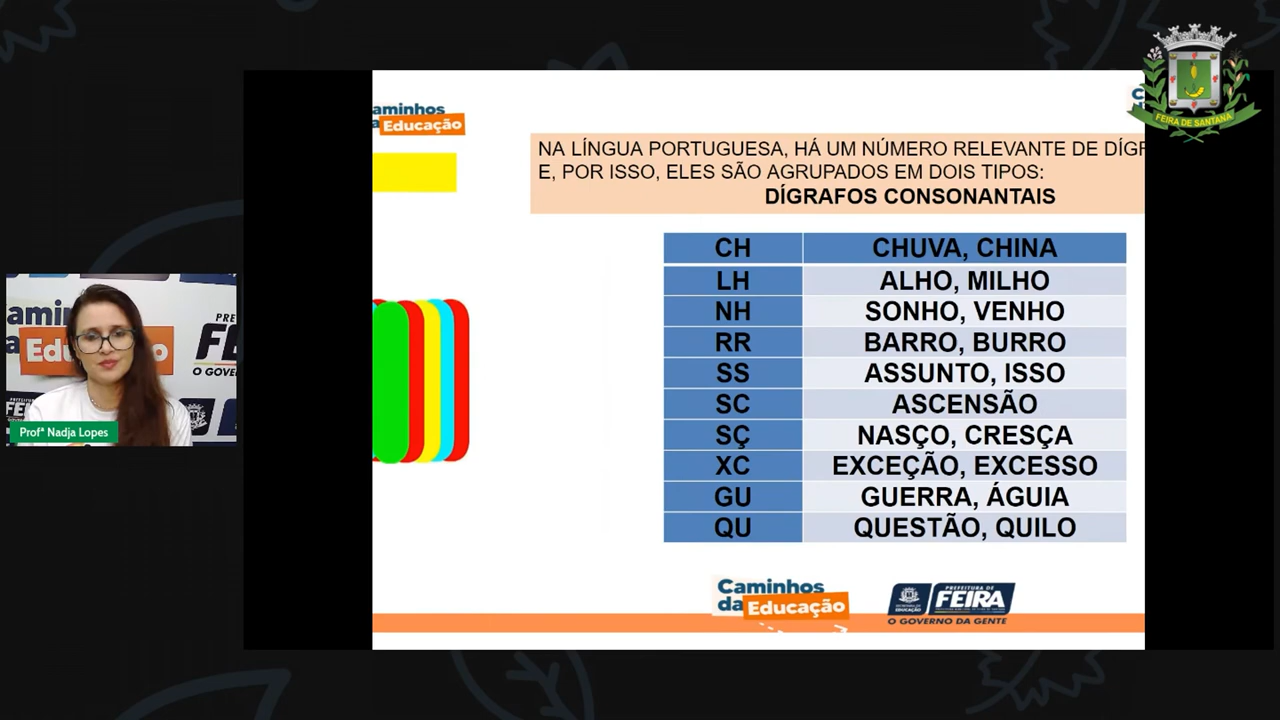 FEIRA DE SANTANA
aminhos
a Educação
NA LÍNGUA PORTUGUESA, HÁ UM NÚMERO RELEVANTE DE DÍGR
E, POR ISSO, ELES SÃO AGRUPADOS EM DOIS TIPOS:
DÍGRAFOS CONSONANTAIS
CH CHUVA, CHINA
LH ALHO, MILHO
NH SONHO, VENHO
RR BARRO, BURRO
SS ASSUNTO, ISSO
SC ASCENSÃO
SÇ NASÇO, CRESÇA
XC EXCEÇÃO, EXCESSO
GU GUERRA, ÁGUIA
QU QUESTÃO, QUILO
Profª Nadja Lopes
Caminhos
da Educação
PREFEITURA DE
FEIRA
O GOVERNO DA GENTE